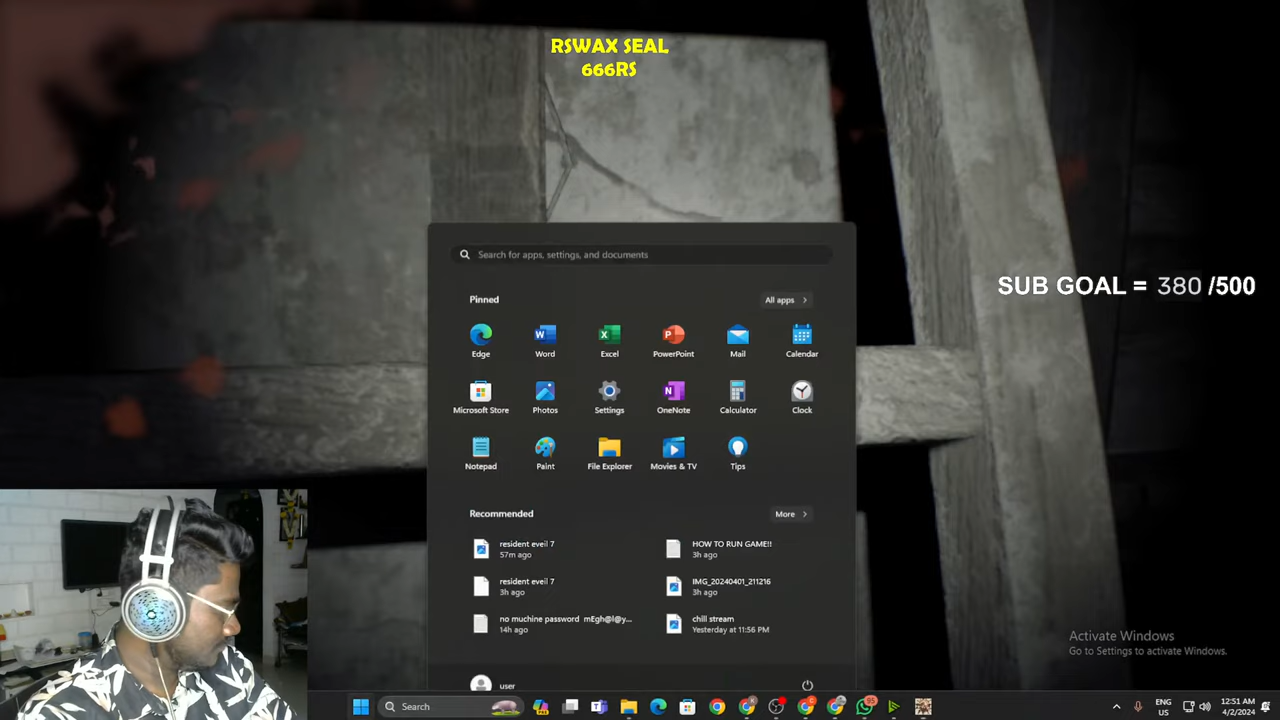 RSWAX SEAL
666RS
SUB GOAL = 380 /500
Search for apps, settings, and documents
Pinned
All apps
Edge
Word
Excel
PowerPoint
Mail
Calendar
Microsoft Store
Photos
Settings
OneNote
Calculator
Clock
Notepad
Paint
File Explorer
Movies & TV
Tips
Recommended
More
resident eveil 7
57m ago
HOW TO RUN GAME!!
3h ago
resident eveil 7
3h ago
IMG_20240401_211216
3h ago
no muchine password mEgh@l@y...
14h ago
chill stream
Yesterday at 11:56 PM
user
Activate Windows
Go to Settings to activate Windows.
Search
ENG
US
12:51 AM
4/2/2024